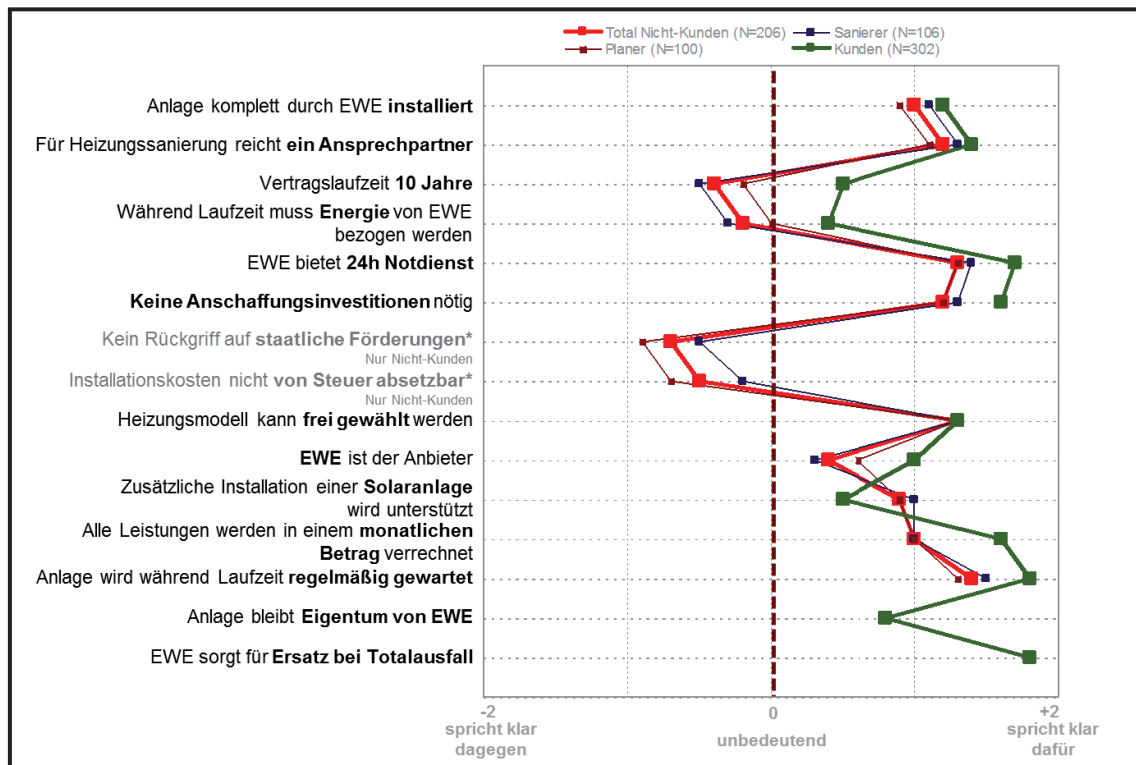 Total Nicht-Kunden (N=206) Sanierer (N=106)
Planer (N=100) Kunden (N=302)
Anlage komplett durch EWE installiert
Für Heizungssanierung reicht ein Ansprechpartner
Vertragslaufzeit 10 Jahre
Während Laufzeit muss Energie von EWE
bezogen werden
EWE bietet 24h Notdienst
Keine Anschaffungsinvestitionen nötig
Kein Rückgriff auf staatliche Förderungen*
Nur Nicht-Kunden
Installationskosten nicht von Steuer absetzbar*
Nur Nicht-Kunden
Heizungsmodell kann frei gewählt werden
EWE ist der Anbieter
Zusätzliche Installation einer Solaranlage
wird unterstützt
Alle Leistungen werden in einem monatlichen
Betrag verrechnet
Anlage wird während Laufzeit regelmäßig gewartet
Anlage bleibt Eigentum von EWE
EWE sorgt für Ersatz bei Totalausfall
-2 0 +2
spricht klar unbedeutend spricht klar
dagegen dafür